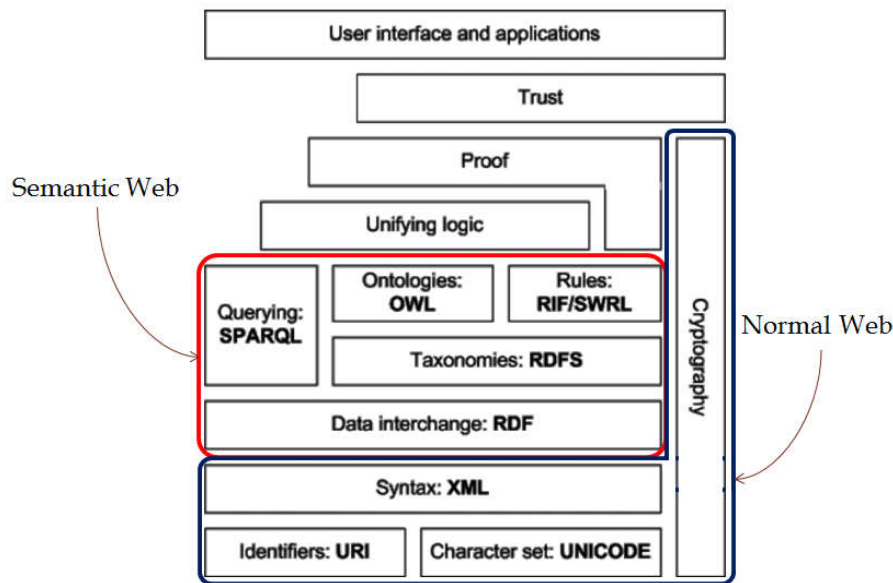 User interface and applications
Trust
Proof
Semantic Web
Unifying logic
Ontologies:
OWL
Rules:
RIF/SWRL
Querying:
SPARQL
Cryptography
Normal Web
Taxonomies: RDFS
Data interchange: RDF
Syntax: XML
Identifiers: URI
Character set: UNICODE